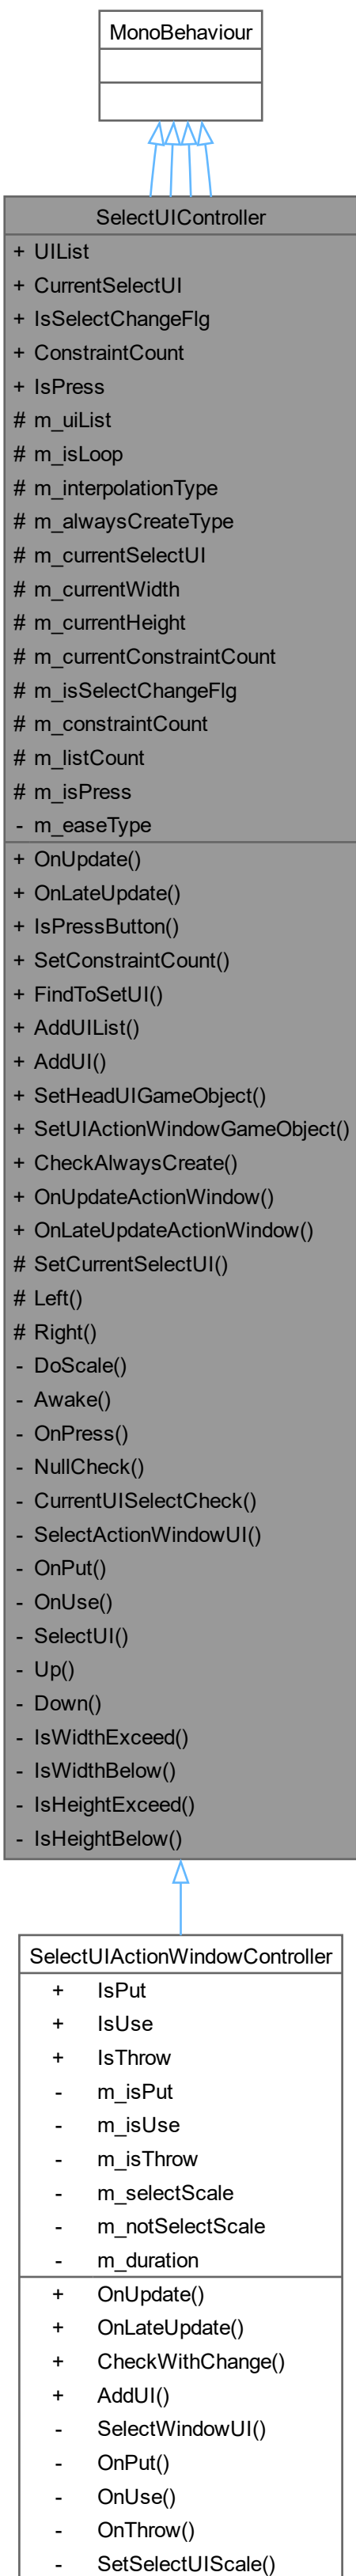 MonoBehaviour
SelectUIController
+ UIList
+ CurrentSelectUI
+ IsSelectChangeFlg
+ ConstraintCount
+ IsPress
# m_uiList
# m_isLoop
# m_interpolationType
# m_alwaysCreateType
# m_currentSelectUI
# m_currentWidth
# m_currentHeight
# m_currentConstraintCount
# m_isSelectChangeFlg
# m_constraintCount
# m_listCount
# m_isPress
- m_easeType
+ OnUpdate()
+ OnLateUpdate()
+ IsPressButton()
+ SetConstraintCount()
+ FindToSetUI()
+ AddUIList()
+ AddUI()
+ SetHeadUIGameObject()
+ SetUIActionWindowGameObject()
+ CheckAlwaysCreate()
+ OnUpdateActionWindow()
+ OnLateUpdateActionWindow()
# SetCurrentSelectUI()
# Left()
# Right()
- DoScale()
- Awake()
- OnPress()
- NullCheck()
- CurrentUISelectCheck()
- SelectActionWindowUI()
- OnPut()
- OnUse()
- SelectUI()
- Up()
- Down()
- IsWidthExceed()
- IsWidthBelow()
- IsHeightExceed()
- IsHeightBelow()
SelectUIActionWindowController
+ IsPut
+ IsUse
+ IsThrow
- m_isPut
- m_isUse
- m_isThrow
- m_selectScale
- m_notSelectScale
- m_duration
+ OnUpdate()
+ OnLateUpdate()
+ CheckWithChange()
+ AddUI()
- SelectWindowUI()
- OnPut()
- OnUse()
- OnThrow()
- SetSelectUIScale()